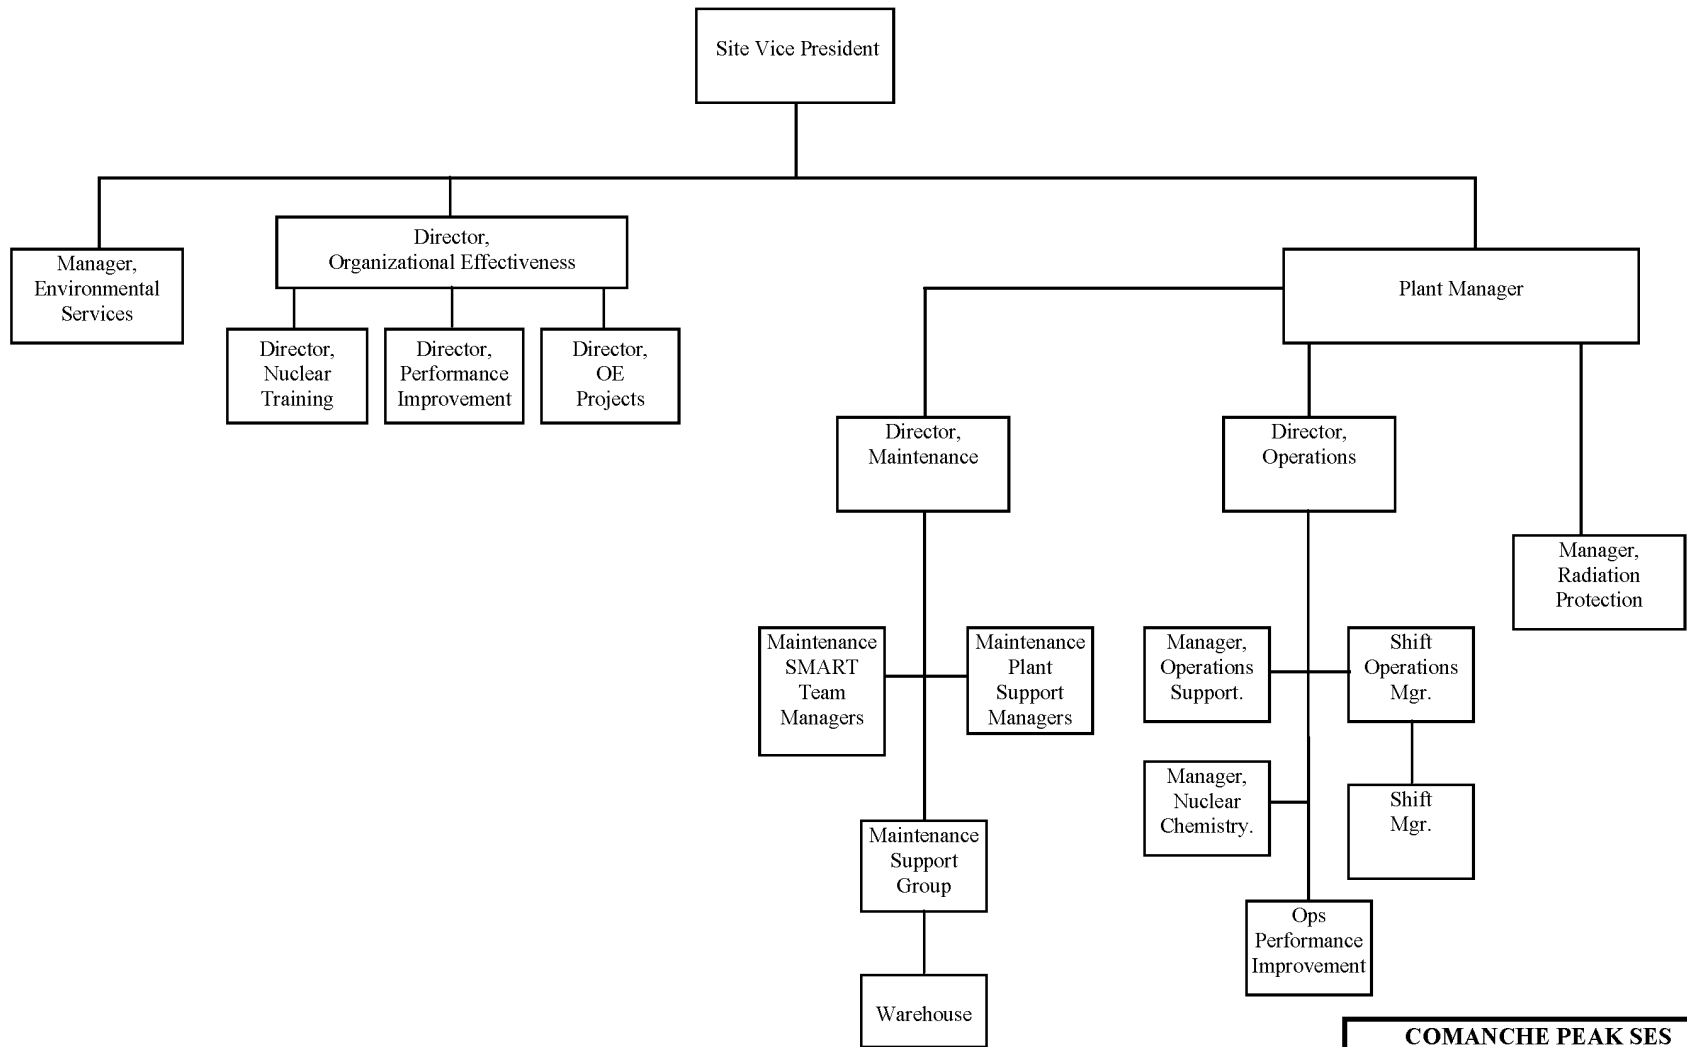 Site Vice President
Manager,
Environmental
Services
Director,
Organizational Effectiveness
Plant Manager
Director,
Nuclear
Training
Director,
Performance
Improvement
Director,
OE
Projects
Director,
Maintenance
Director,
Operations
Manager,
Radiation
Protection
Maintenance
SMART
Team
Managers
Maintenance
Plant
Support
Managers
Manager,
Operations
Support.
Shift
Operations
Mgr.
Manager,
Nuclear
Chemistry.
Shift
Mgr.
Maintenance
Support
Group
Ops
Performance
Improvement
Warehouse
COMANCHE PEAK SES